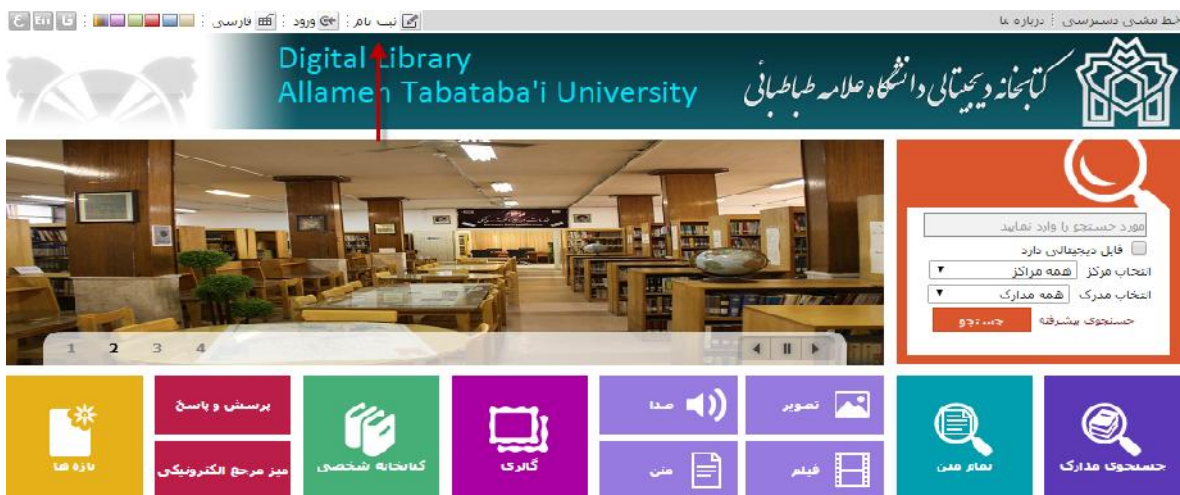 خط مشی دسترسی | درباره ما
ثبت نام | ورود | فارسی
ع En فا
Digital Library
Allameh Tabataba'i University
کتابخانه دیجیتالی دانشگاه علامه طباطبائی
مورد جستجو را وارد نمایید
فایل دیجیتالی دارد
انتخاب مرکز همه مراکز
انتخاب مدرک همه مدارک
جستجوی پیشرفته جستجو
1 2 3 4
جستجوی مدارک
تمام متن
تصویر
صدا
فیلم
متن
گالری
کتابخانه شخصی
پرسش و پاسخ
میز مرجع الکترونیکی
تازه ها